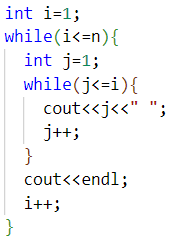 int i=1;
while(i<=n){
int j=1;
while(j<=i){
cout<<j<<" ";
j++;
}
cout<<endl;
i++;
}